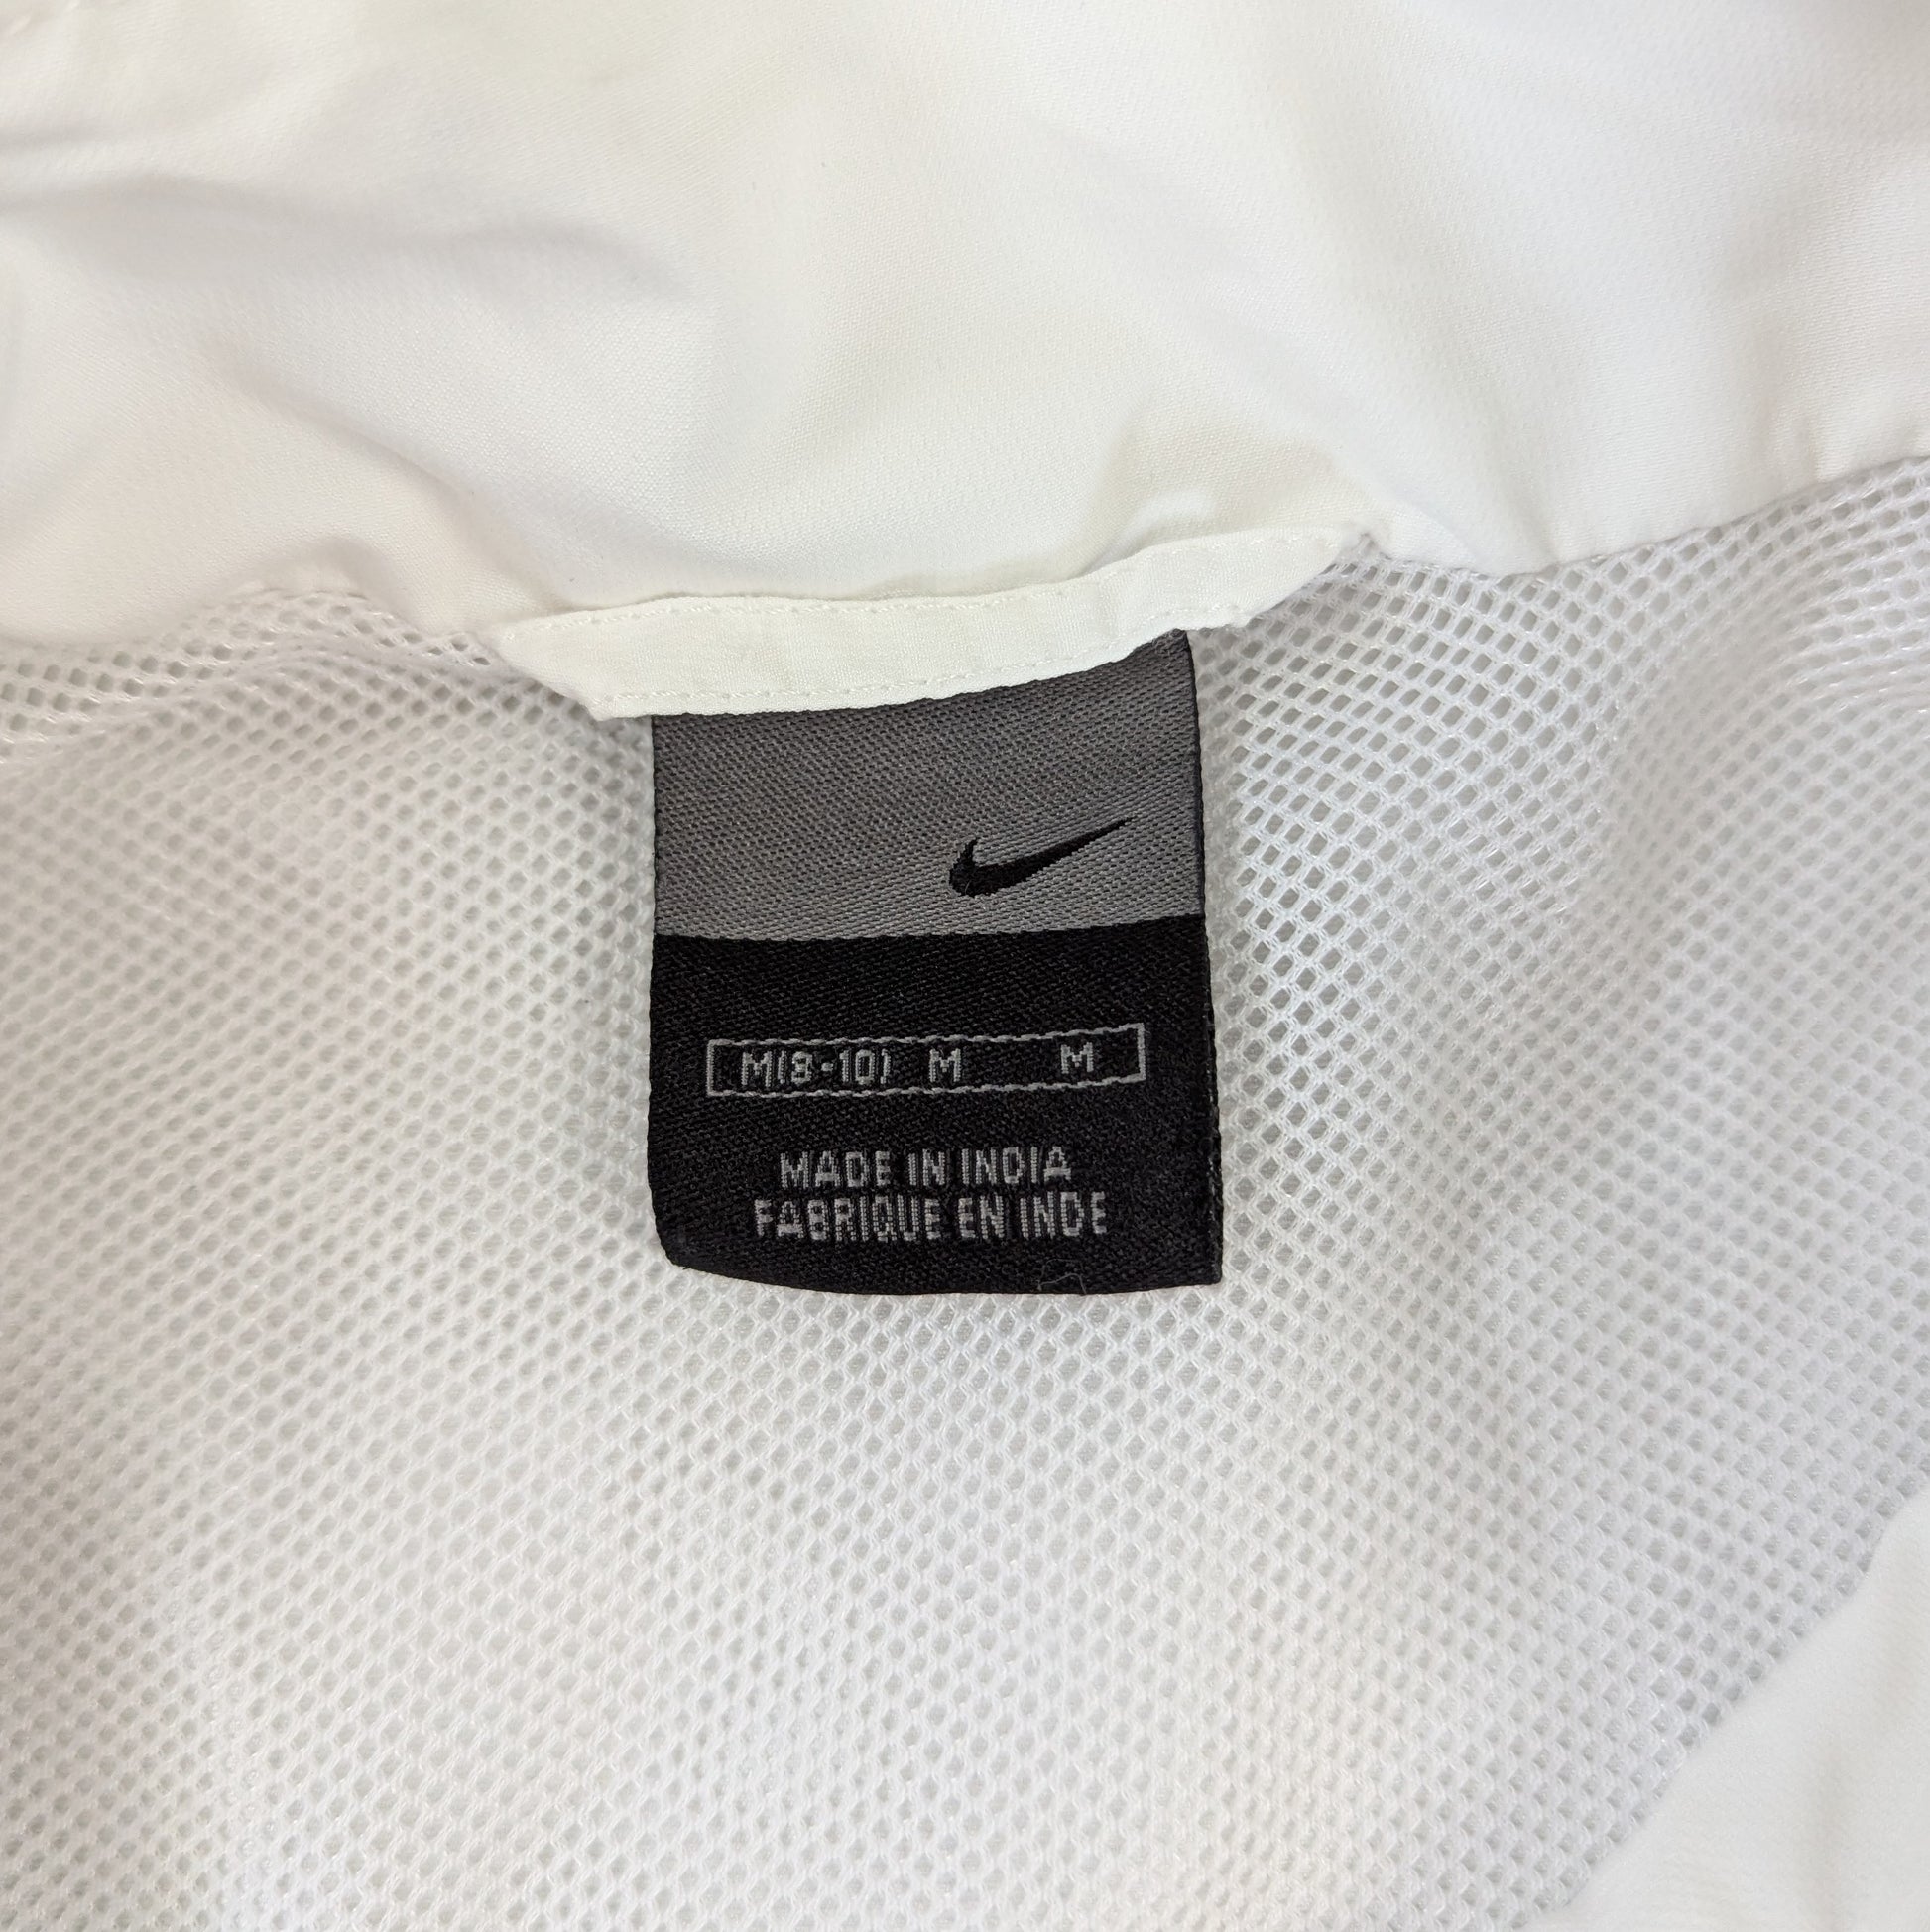 M(8-10) M M
MADE IN INDIA
FABRIQUE EN INDE